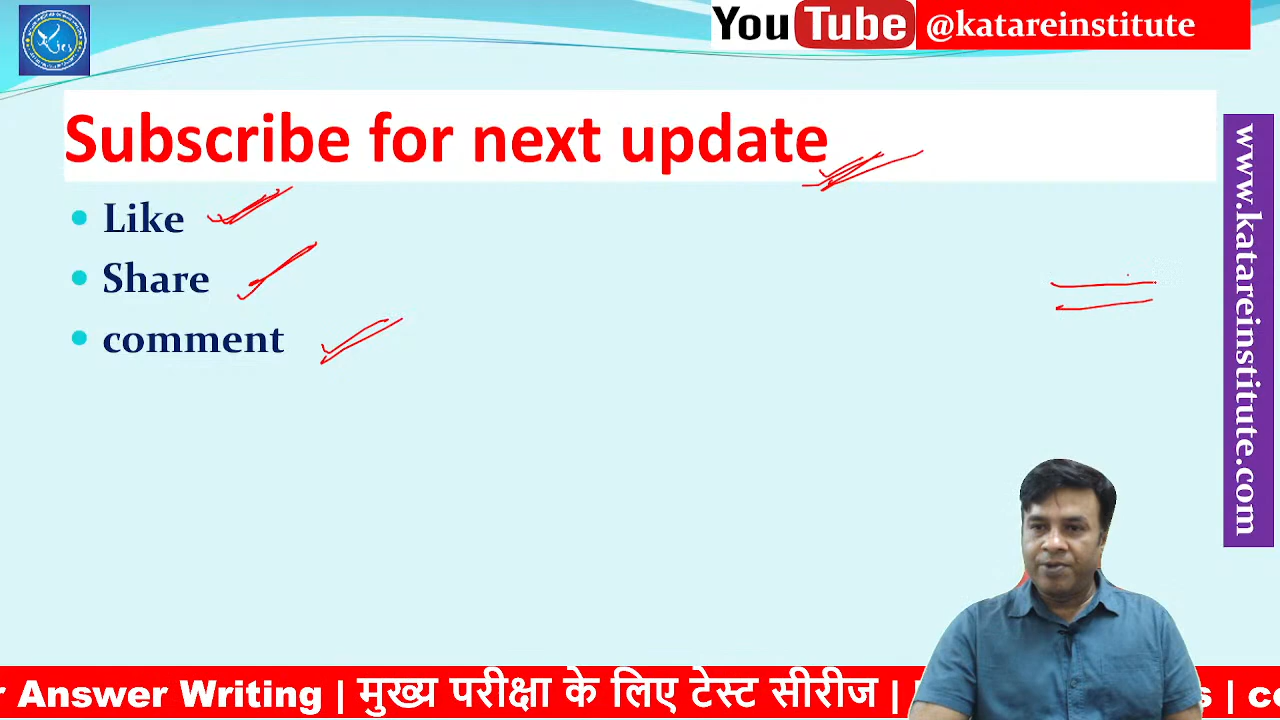 YouTube @katareinstitute
Subscribe for next update
• Like
• Share
• comment
www.katareinstitute.com
Answer Writing | मुख्य परीक्षा के लिए टेस्ट सीरीज |